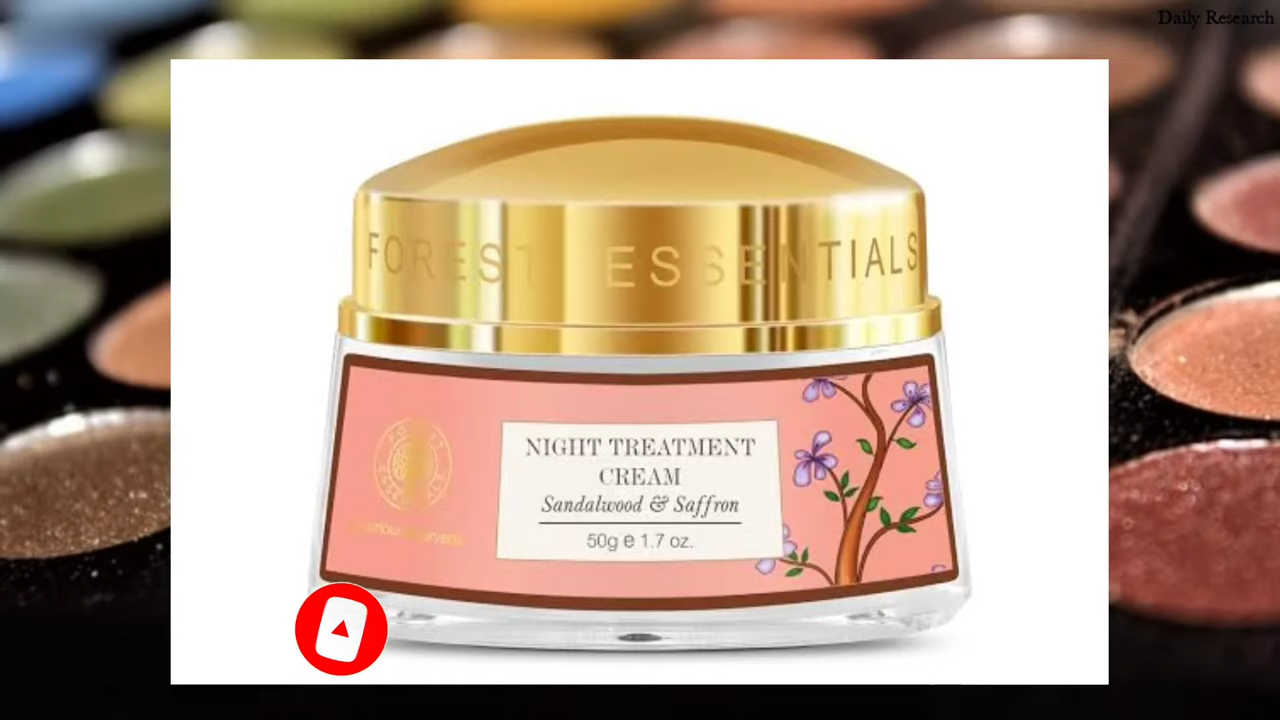 Daily Research
FOREST ESSENTIALS
NIGHT TREATMENT
CREAM
Sandalwood & Saffron
50g e 1.7 oz.